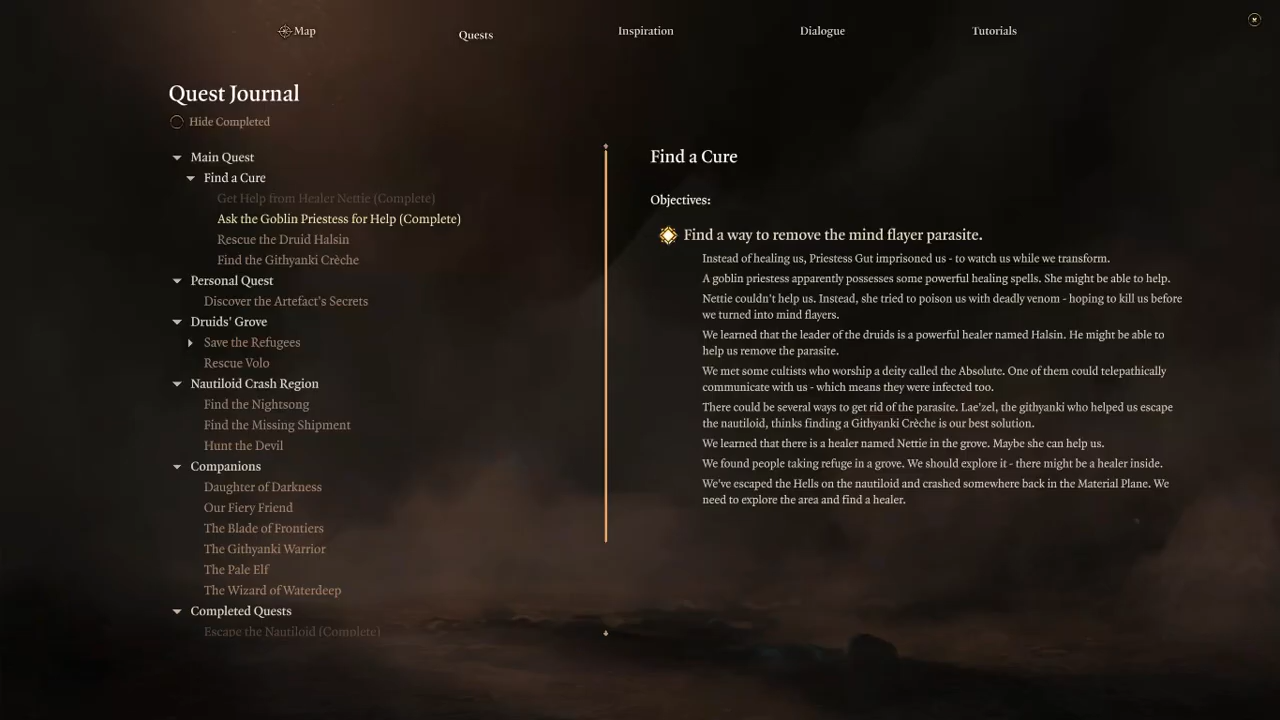 Map
Quests
Inspiration
Dialogue
Tutorials
Quest Journal
Hide Completed
Main Quest
Find a Cure
Get Help from Healer Nettie (Complete)
Ask the Goblin Priestess for Help (Complete)
Rescue the Druid Halsin
Find the Githyanki Crèche
Personal Quest
Discover the Artefact's Secrets
Druids' Grove
Save the Refugees
Rescue Volo
Nautiloid Crash Region
Find the Nightsong
Find the Missing Shipment
Hunt the Devil
Companions
Daughter of Darkness
Our Fiery Friend
The Blade of Frontiers
The Githyanki Warrior
The Pale Elf
The Wizard of Waterdeep
Completed Quests
Escape the Nautiloid (Complete)
Find a Cure
Objectives:
Find a way to remove the mind flayer parasite.
Instead of healing us, Priestess Gut imprisoned us - to watch us while we transform.
A goblin priestess apparently possesses some powerful healing spells. She might be able to help.
Nettie couldn't help us. Instead, she tried to poison us with deadly venom - hoping to kill us before
we turned into mind flayers.
We learned that the leader of the druids is a powerful healer named Halsin. He might be able to
help us remove the parasite.
We met some cultists who worship a deity called the Absolute. One of them could telepathically
communicate with us - which means they were infected too.
There could be several ways to get rid of the parasite. Lae'zel, the githyanki who helped us escape
the nautiloid, thinks finding a Githyanki Crèche is our best solution.
We learned that there is a healer named Nettie in the grove. Maybe she can help us.
We found people taking refuge in a grove. We should explore it - there might be a healer inside.
We've escaped the Hells on the nautiloid and crashed somewhere back in the Material Plane. We
need to explore the area and find a healer.